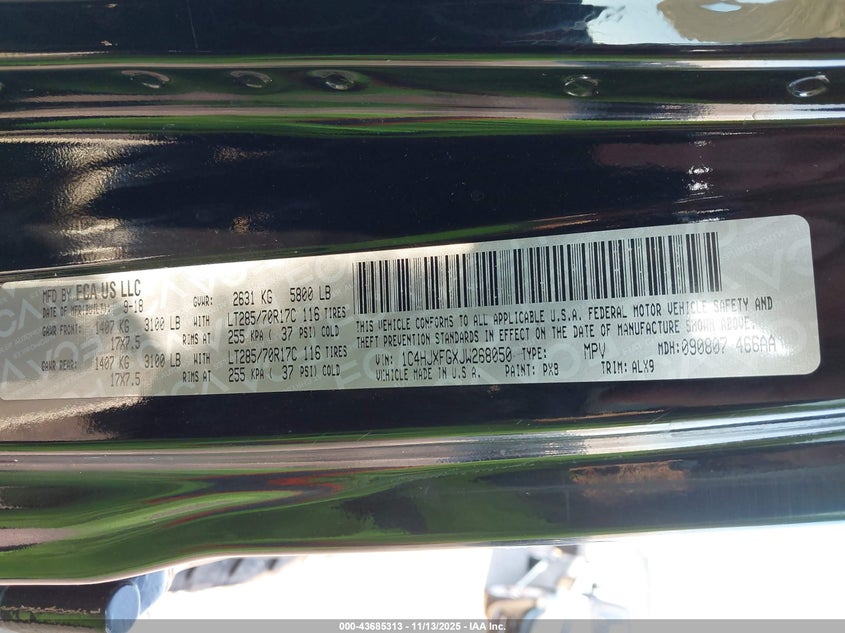 MFD BY FCA US LLC
DATE OF MFR 9-18 GVWR: 2631 KG 5800 LB
GAWR FRONT: 1407 KG 3100 LB WITH LT285/70R17C 116 TIRES
17X7.5 RIMS AT 255 KPA ( 37 PSI) COLD
GAWR REAR: 1407 KG 3100 LB WITH LT285/70R17C 116 TIRES
17X7.5 RIMS AT 255 KPA ( 37 PSI) COLD
THIS VEHICLE CONFORMS TO ALL APPLICABLE U.S.A. FEDERAL MOTOR VEHICLE SAFETY AND
THEFT PREVENTION STANDARDS IN EFFECT ON THE DATE OF MANUFACTURE SHOWN ABOVE.
VIN: 1C4HJXFGXJW268050 TYPE: MPV MDH: 090807 466AA
VEHICLE MADE IN U.S.A. PAINT: PX8 TRIM: ALX9
000-43685313 - 11/13/2025 - IAA Inc.